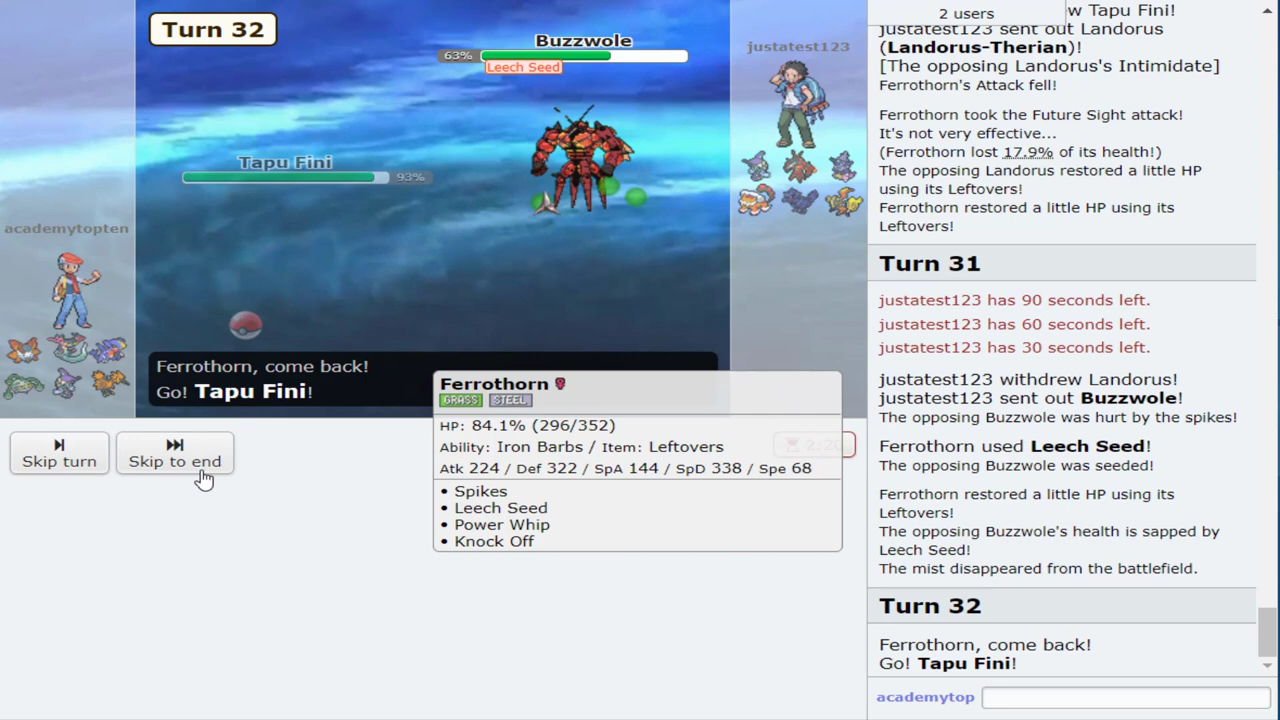 Turn 32
Buzzwole
63%
Leech Seed
Tapu Fini
93%
academytopten
justatest123
Ferrothorn, come back!
Go! Tapu Fini!
Skip turn
Skip to end
Ferrothorn
GRASS STEEL
HP: 84.1% (296/352)
Ability: Iron Barbs / Item: Leftovers
Atk 224 / Def 322 / SpA 144 / SpD 338 / Spe 68
• Spikes
• Leech Seed
• Power Whip
• Knock Off
2 users
w Tapu Fini!
justatest123 sent out Landorus
(Landorus-Therian)!
[The opposing Landorus's Intimidate]
Ferrothorn's Attack fell!
Ferrothorn took the Future Sight attack!
It's not very effective...
(Ferrothorn lost 17.9% of its health!)
The opposing Landorus restored a little HP
using its Leftovers!
Ferrothorn restored a little HP using its
Leftovers!
Turn 31
justatest123 has 90 seconds left.
justatest123 has 60 seconds left.
justatest123 has 30 seconds left.
justatest123 withdrew Landorus!
justatest123 sent out Buzzwole!
The opposing Buzzwole was hurt by the spikes!
Ferrothorn used Leech Seed!
The opposing Buzzwole was seeded!
Ferrothorn restored a little HP using its
Leftovers!
The opposing Buzzwole's health is sapped by
Leech Seed!
The mist disappeared from the battlefield.
Turn 32
Ferrothorn, come back!
Go! Tapu Fini!
academytop